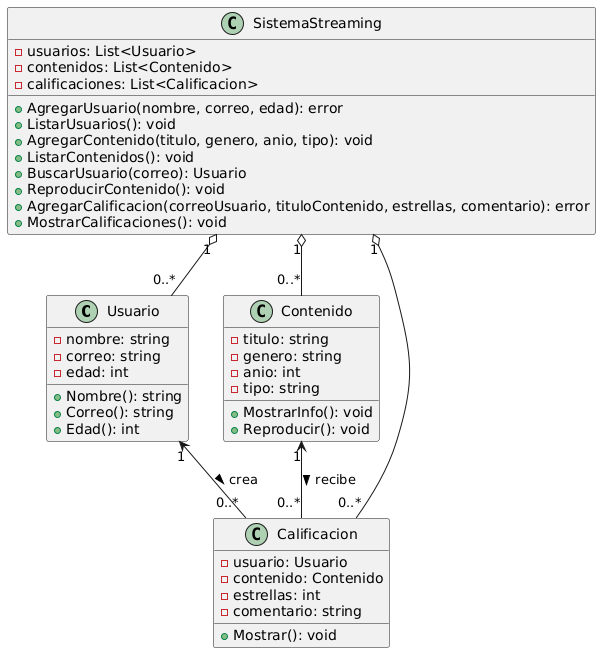 C SistemaStreaming
usuarios: List<Usuario>
contenidos: List<Contenido>
calificaciones: List<Calificacion>
AgregarUsuario(nombre, correo, edad): error
ListarUsuarios(): void
AgregarContenido(titulo, genero, anio, tipo): void
ListarContenidos(): void
BuscarUsuario(correo): Usuario
ReproducirContenido(): void
AgregarCalificacion(correoUsuario, tituloContenido, estrellas, comentario): error
MostrarCalificaciones(): void
1 1 1
0..* 0..*
C Usuario
nombre: string
correo: string
edad: int
Nombre(): string
Correo(): string
Edad(): int
C Contenido
titulo: string
genero: string
anio: int
tipo: string
MostrarInfo(): void
Reproducir(): void
1 1
crea recibe
0..* 0..* 0..*
C Calificacion
usuario: Usuario
contenido: Contenido
estrellas: int
comentario: string
Mostrar(): void